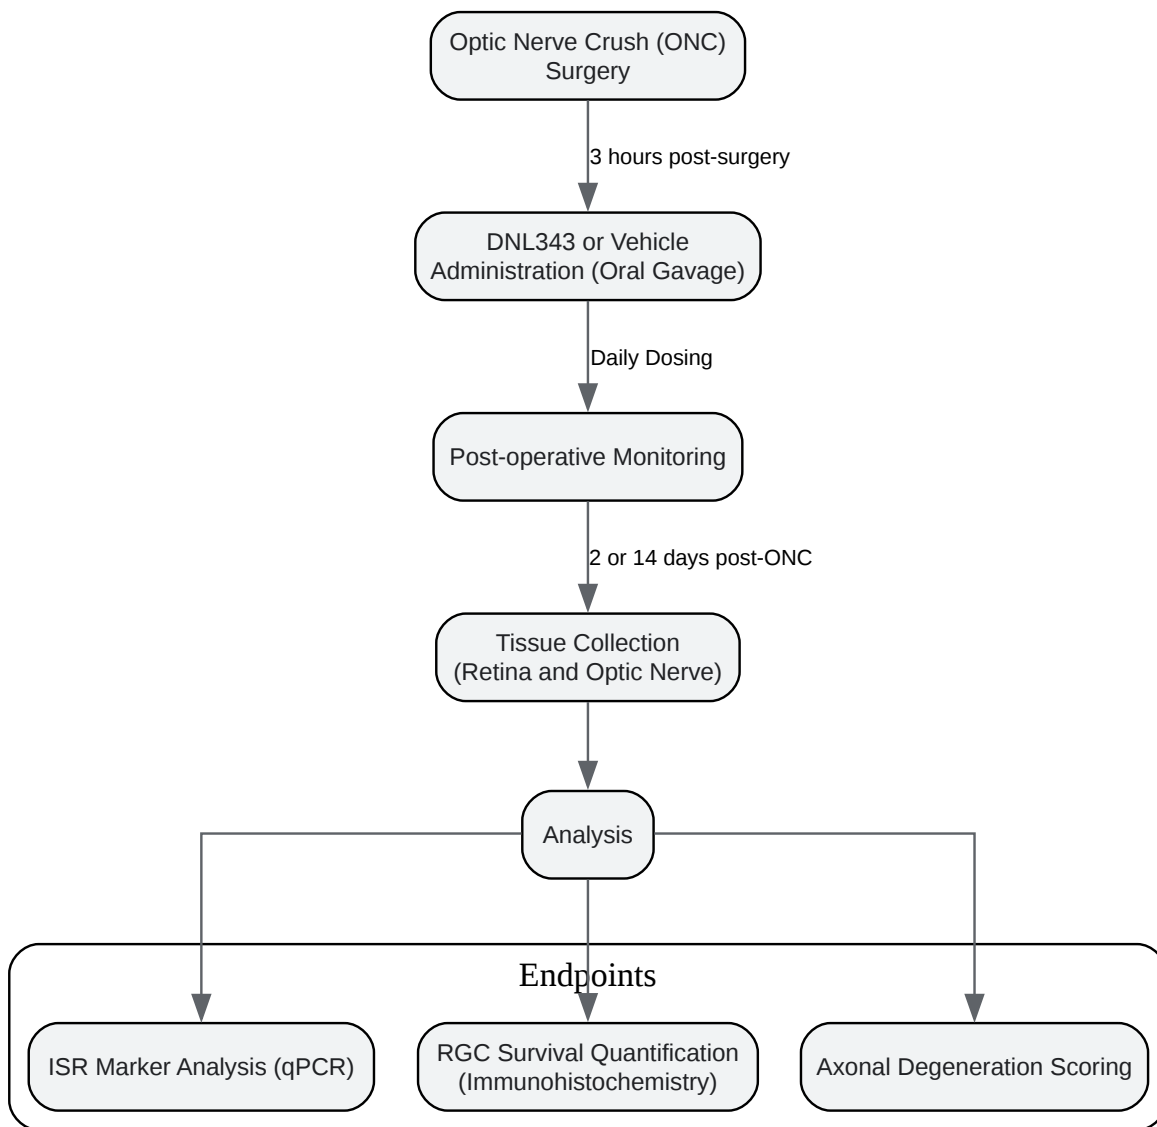 Optic Nerve Crush (ONC)
Surgery
3 hours post-surgery
DNL343 or Vehicle
Administration (Oral Gavage)
Daily Dosing
Post-operative Monitoring
2 or 14 days post-ONC
Tissue Collection
(Retina and Optic Nerve)
Analysis
Endpoints
ISR Marker Analysis (qPCR)
RGC Survival Quantification
(Immunohistochemistry)
Axonal Degeneration Scoring